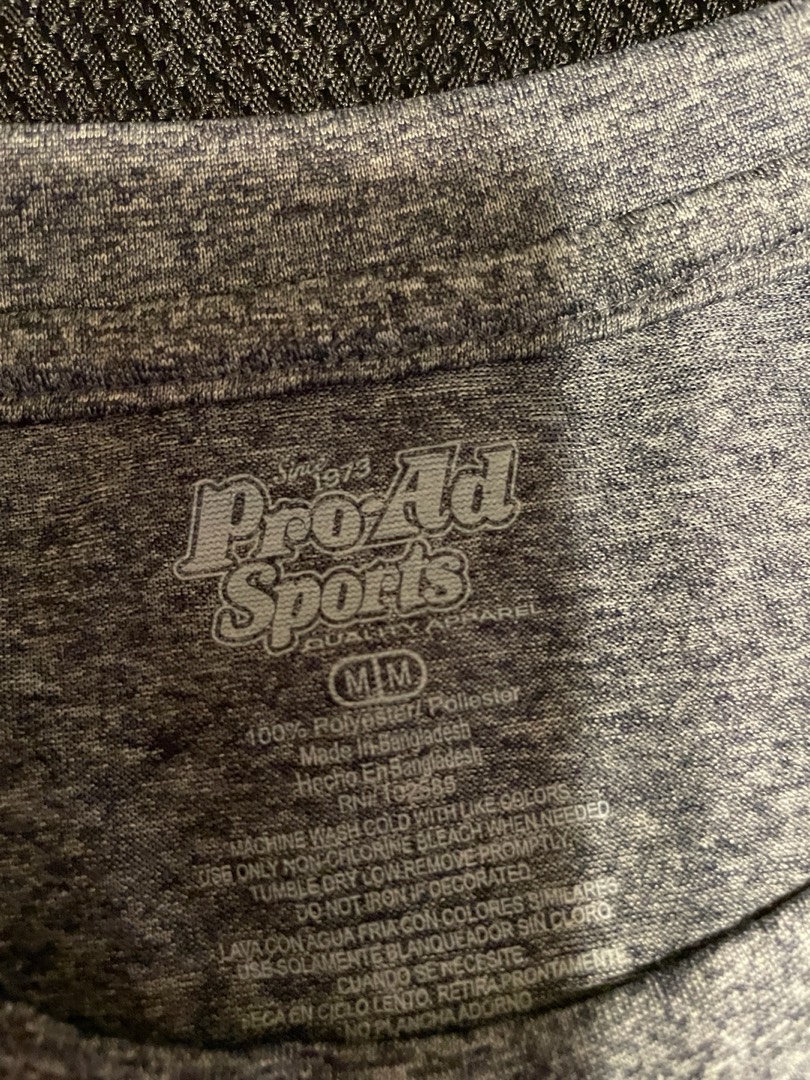 Since 1973
Pro-Ad
Sports
QUALITY APPAREL
M M
100% Polyester/ Poliester
Made In Bangladesh
Hecho En Bangladesh
RN# 102585
MACHINE WASH COLD WITH LIKE COLORS.
USE ONLY NON-CHLORINE BLEACH WHEN NEEDED
TUMBLE DRY LOW REMOVE PROMPTLY.
DO NOT IRON IF DECORATED
LAVA CON AGUA FRIA CON COLORES SIMILARES
USE SOLAMENTE BLANQUEADOR SIN CLORO
CUANDO SE NECESITE
SECA EN CICLO LENTO. RETIRA PRONTAMENTE
NO PLANCHA ADORNO